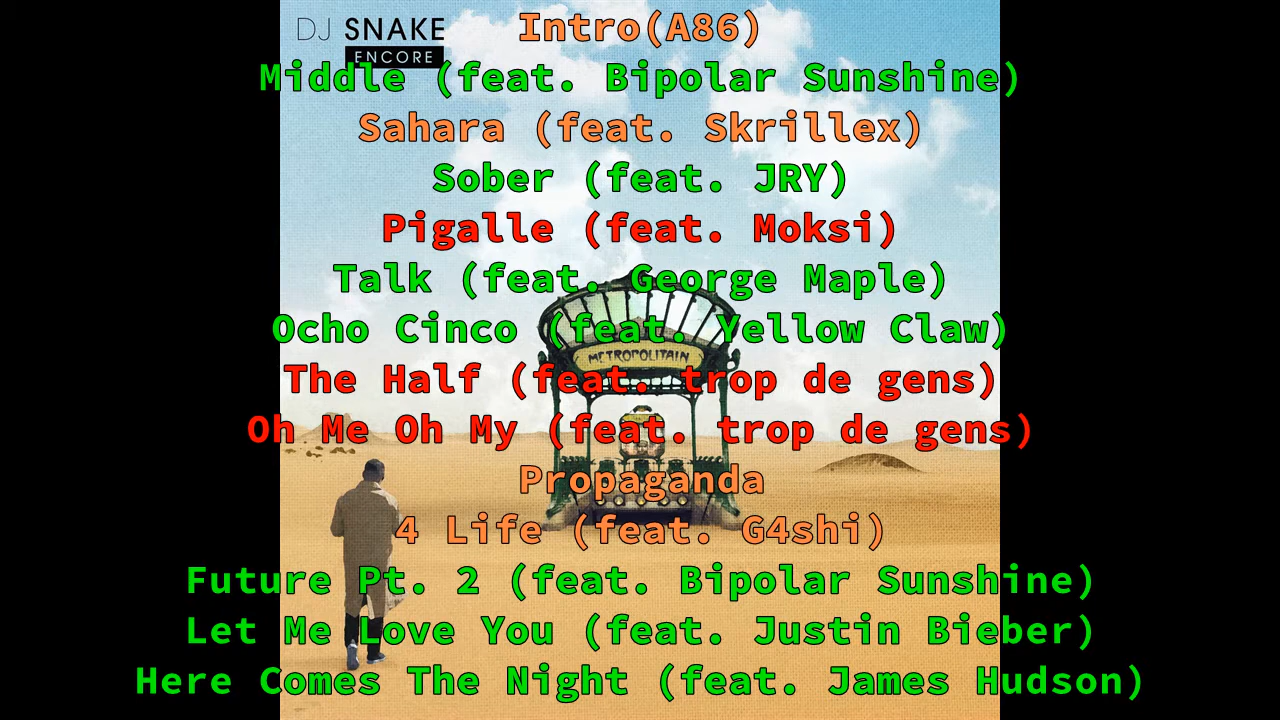 DJ SNAKE
ENCORE
Intro(A86)
Middle (feat. Bipolar Sunshine)
Sahara (feat. Skrillex)
Sober (feat. JRY)
Pigalle (feat. Moksi)
Talk (feat. George Maple)
Ocho Cinco (feat. Yellow Claw)
METROPOLITAIN
The Half (feat. trop de gens)
Oh Me Oh My (feat. trop de gens)
Propaganda
4 Life (feat. G4shi)
Future Pt. 2 (feat. Bipolar Sunshine)
Let Me Love You (feat. Justin Bieber)
Here Comes The Night (feat. James Hudson)